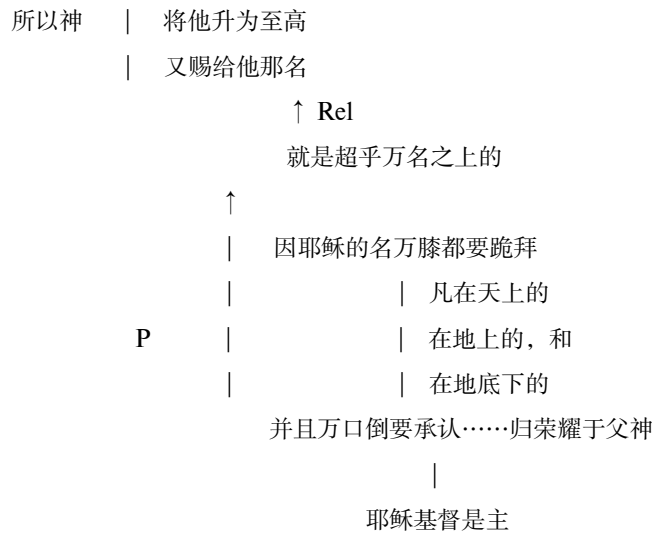 所以神 | 将他升为至高
| 又赐给他那名
↑ Rel
就是超乎万名之上的
↑
| 因耶稣的名万膝都要跪拜
| | 凡在天上的
P | | 在地上的，和
| | 在地底下的
并且万口倒要承认……归荣耀于父神
|
耶稣基督是主